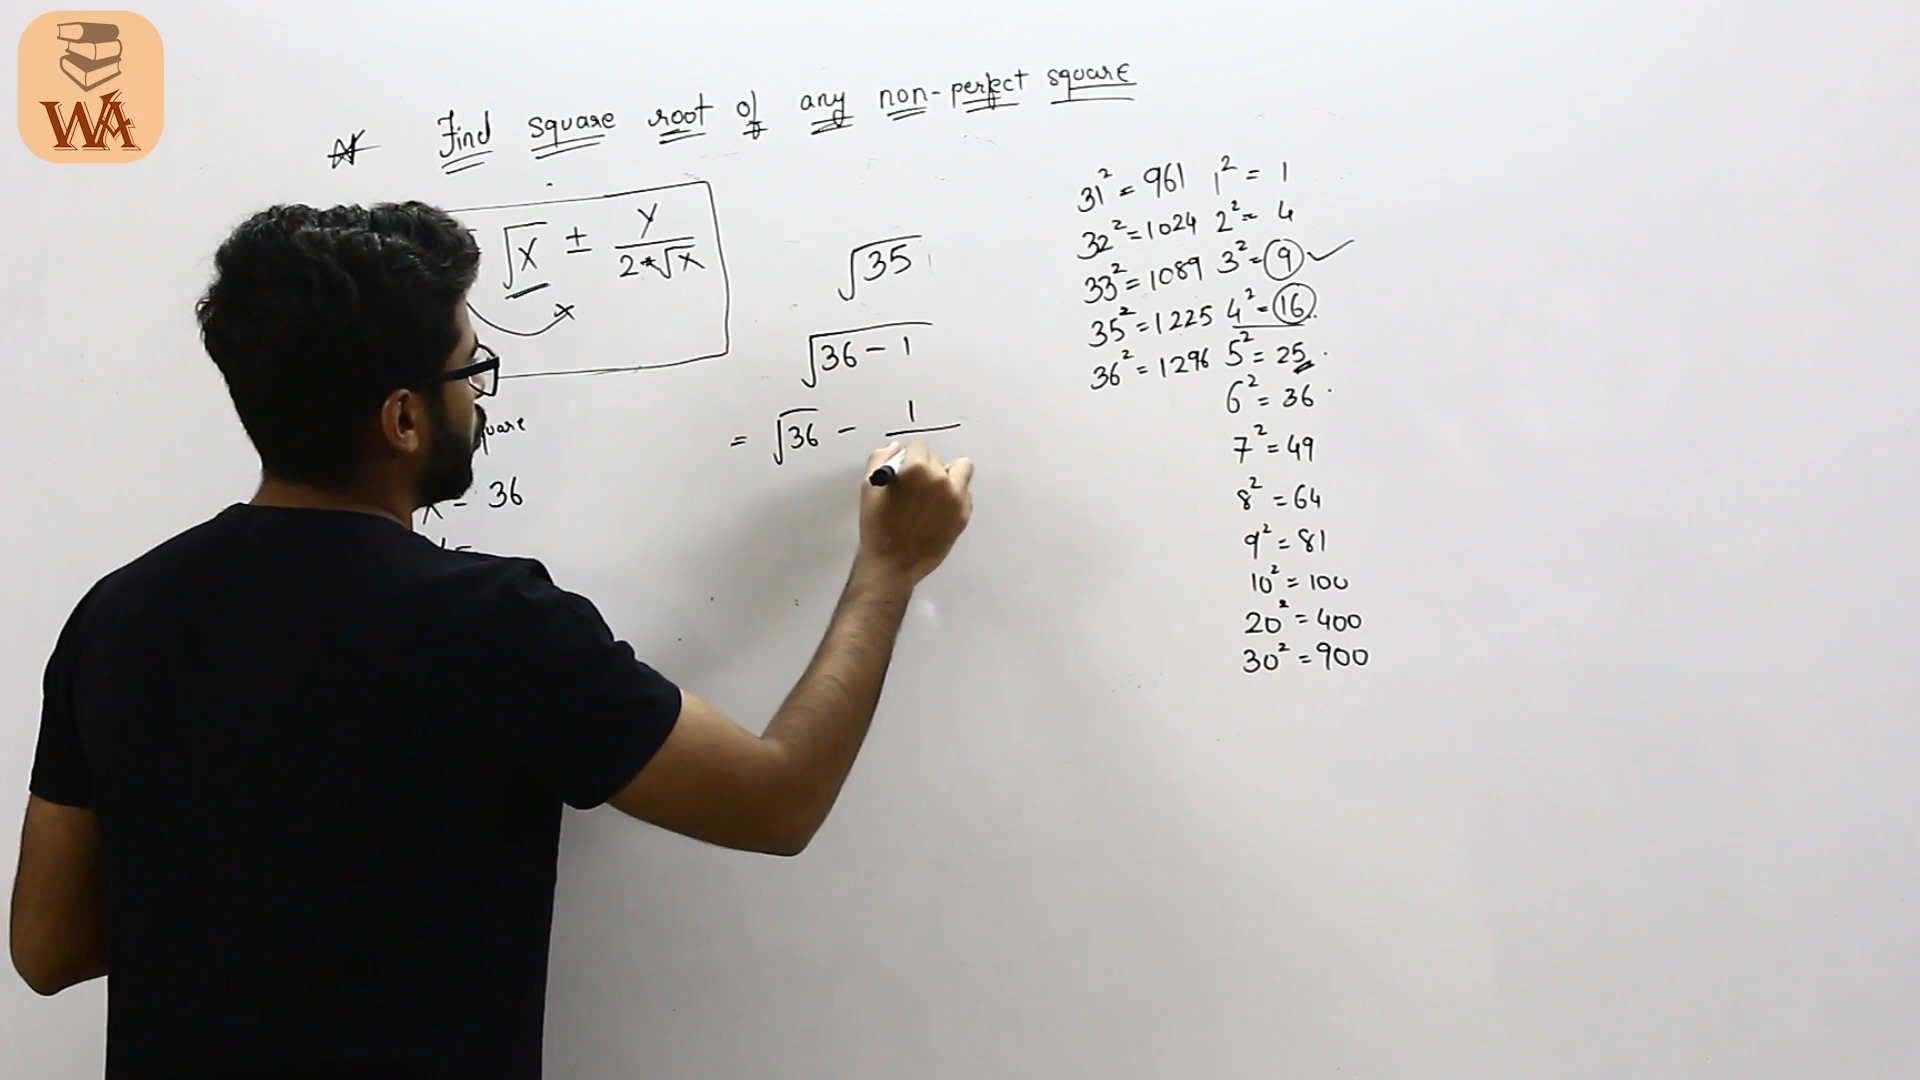 WA
Find square root of any non-perfect square
√x ± y / 2*√x
x
x = 36
√35
√36 - 1
= √36 - 1
31² = 961
32² = 1024
33² = 1089
35² = 1225
36² = 1296
1² = 1
2² = 4
3² = 9 ✓
4² = 16
5² = 25
6² = 36
7² = 49
8² = 64
9² = 81
10² = 100
20² = 400
30² = 900